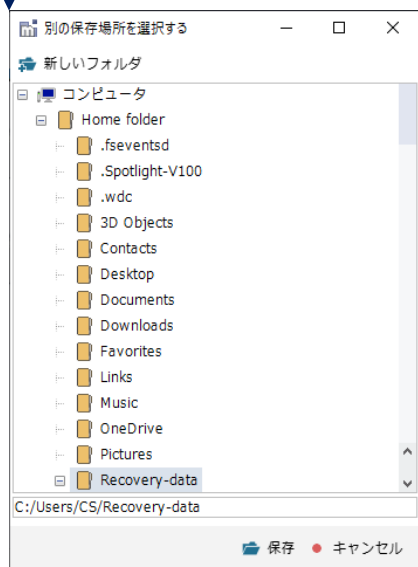 別の保存場所を選択する
新しいフォルダ
コンピュータ
Home folder
.fseventsd
.Spotlight-V100
.wdc
3D Objects
Contacts
Desktop
Documents
Downloads
Favorites
Links
Music
OneDrive
Pictures
Recovery-data
C:/Users/CS/Recovery-data
保存 キャンセル